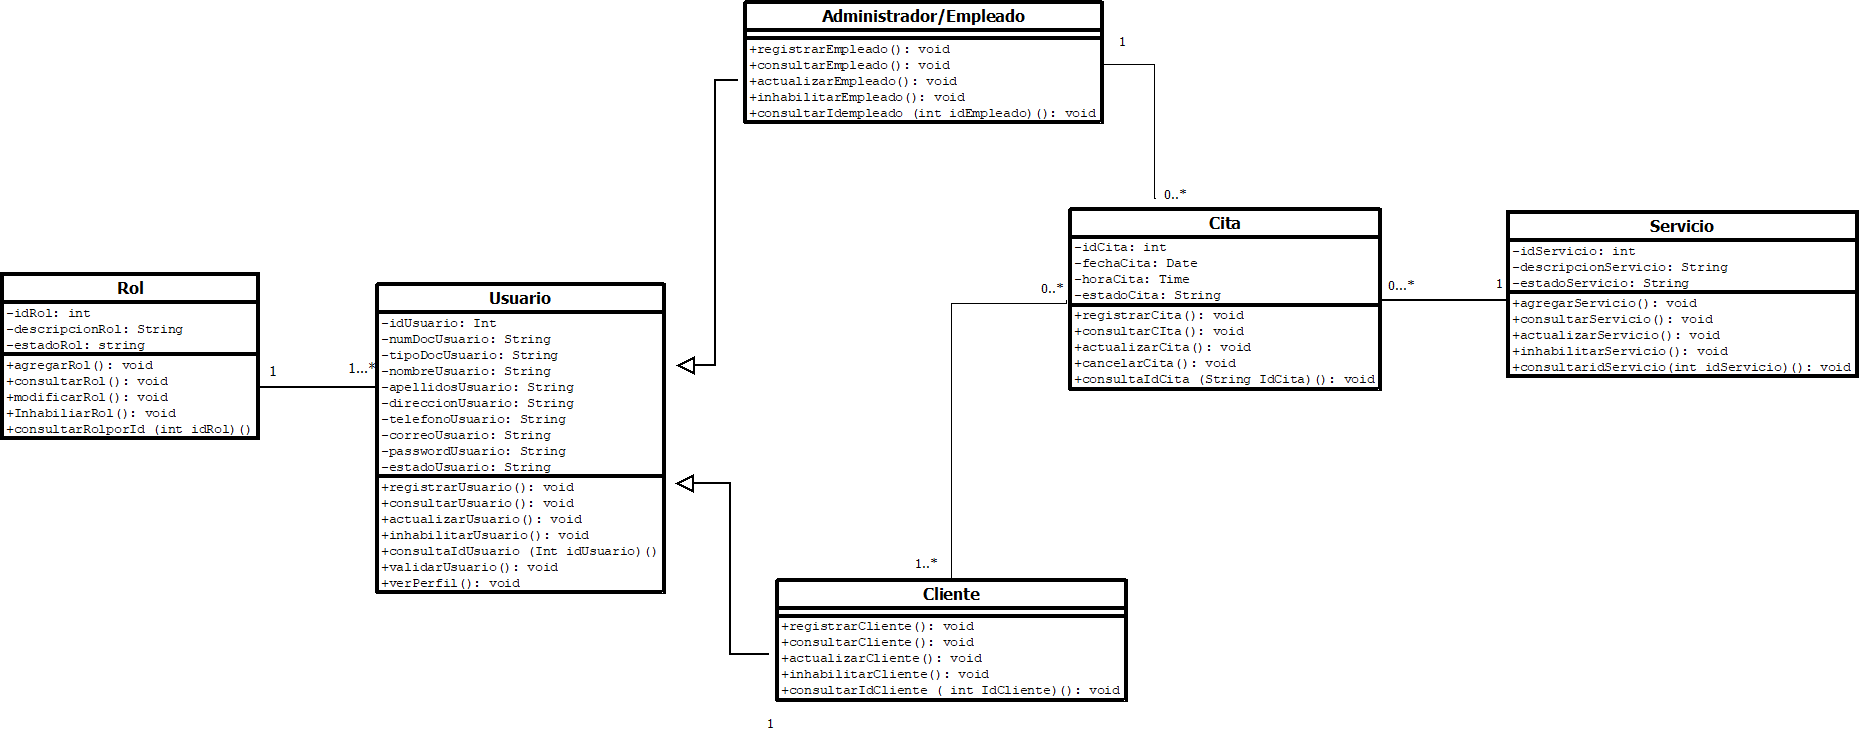 Administrador/Empleado
+registrarEmpleado(): void
+consultarEmpleado(): void
+actualizarEmpleado(): void
+inhabilitarEmpleado(): void
+consultarIdempleado (int idEmpleado)(): void
1
0..*
Rol
-idRol: int
-descripcionRol: String
-estadoRol: string
+agregarRol(): void
+consultarRol(): void
+modificarRol(): void
+Inhabiliar​Rol(): void
+consultarRolporId (int idRol)()
1
1...*
Usuario
-idUsuario: Int
-numDocUsuario: String
-tipoDocUsuario: String
-nombreUsuario: String
-apellidosUsuario: String
-direccionUsuario: String
-telefonoUsuario: String
-correoUsuario: String
-passwordUsuario: String
-estadoUsuario: String
+registrarUsuario(): void
+consultarUsuario(): void
+actualizarUsuario(): void
+inhabilitarUsuario(): void
+consultaIdUsuario (Int idUsuario)()
+validarUsuario(): void
+verPerfil(): void
Cita
-idCita: int
-fechaCita: Date
-horaCita: Time
-estadoCita: String
+registrarCita(): void
+consultarCIta(): void
+actualizarCita(): void
+cancelarCita(): void
+consultaIdCita (String IdCita)(): void
0..*
0...*
1
Servicio
-idServicio: int
-descripcionServicio: String
-estadoServicio: String
+agregarServicio(): void
+consultarServicio(): void
+actualizarServicio(): void
+inhabilitarServicio(): void
+consultaridServicio(int idServicio)(): void
1..*
Cliente
+registrarCliente(): void
+consultarCliente(): void
+actualizarCliente(): void
+inhabilitarCliente(): void
+consultarIdCliente ( int IdCliente)(): void
1